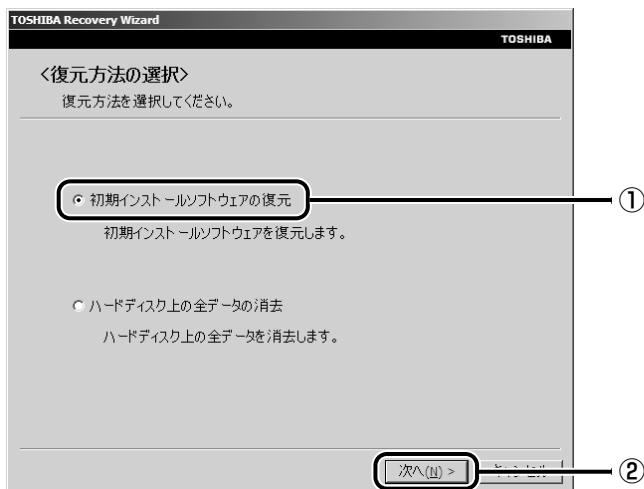 TOSHIBA Recovery Wizard
TOSHIBA
<復元方法の選択>
復元方法を選択してください。
初期インストールソフトウェアの復元
①
初期インストールソフトウェアを復元します。
ハードディスク上の全データの消去
ハードディスク上の全データを消去します。
次へ(N) >
②